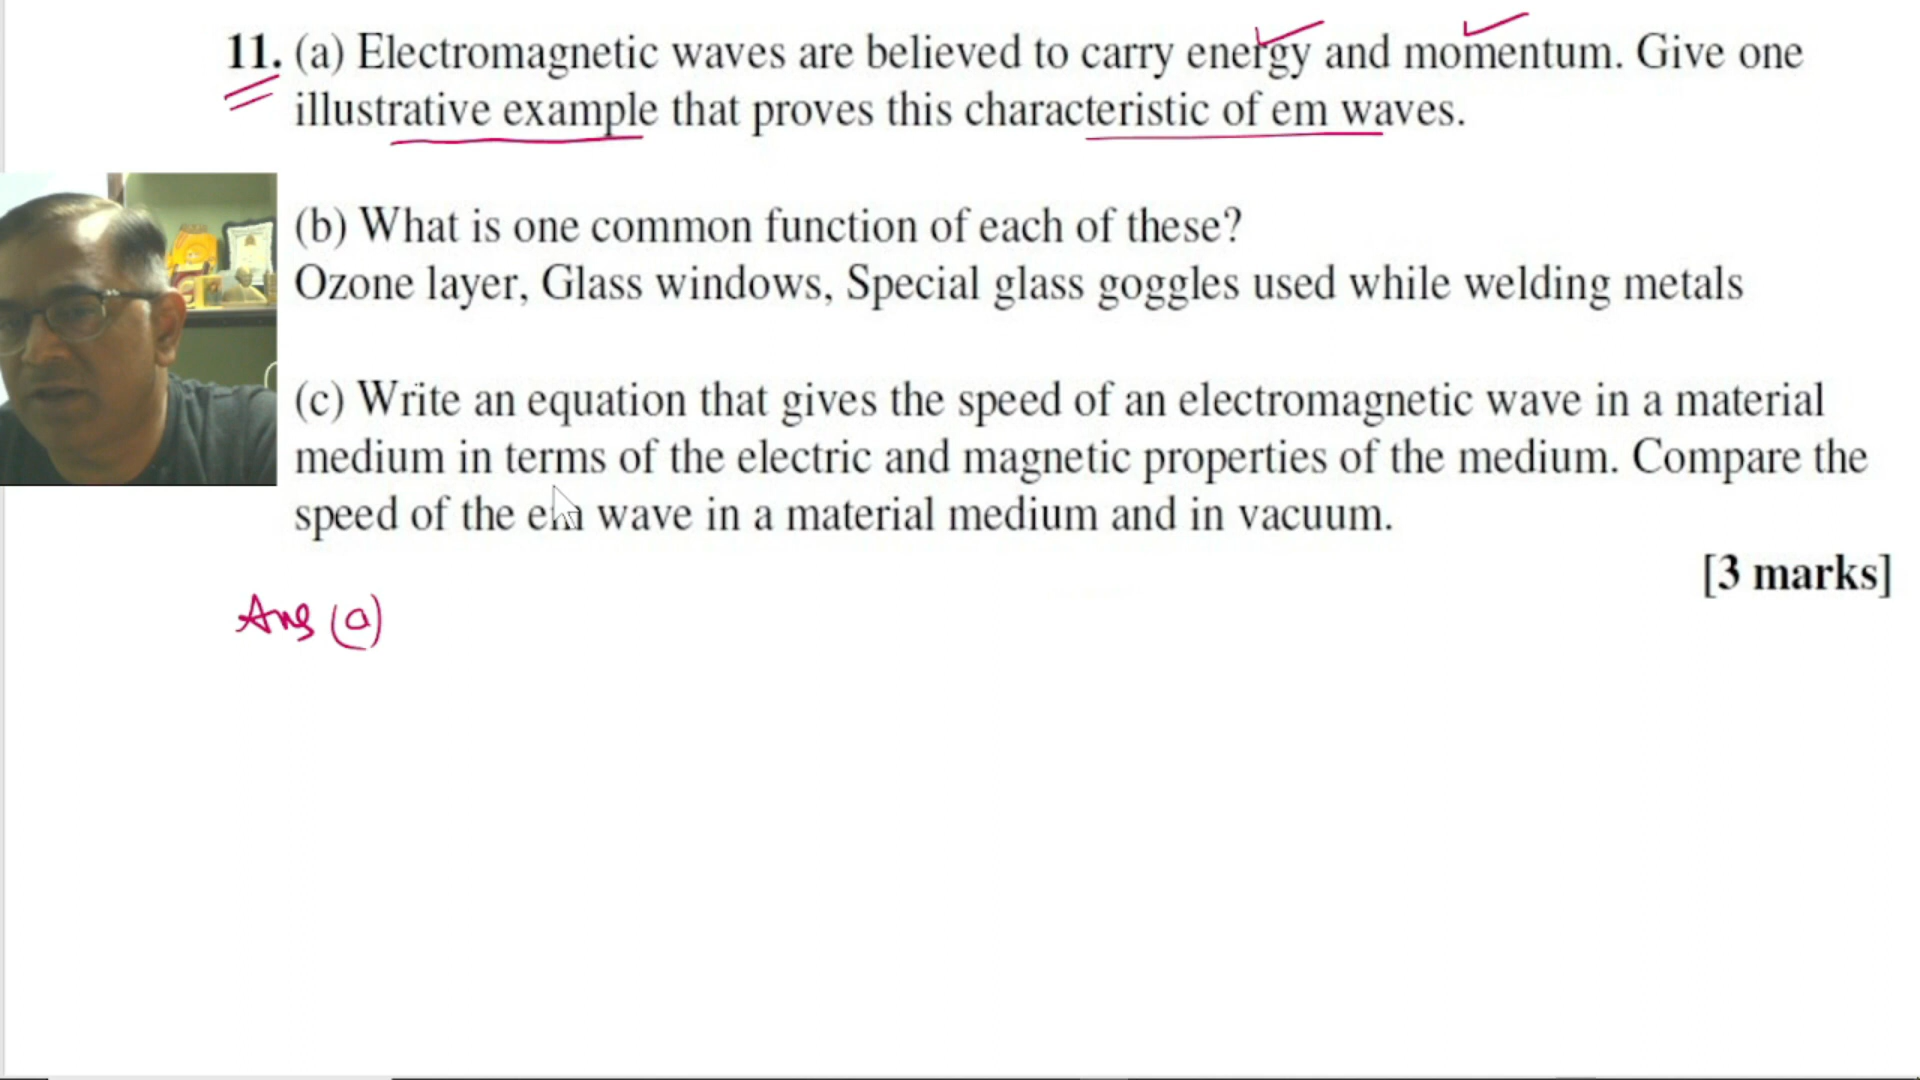 11. (a) Electromagnetic waves are believed to carry energy and momentum. Give one
illustrative example that proves this characteristic of em waves.
(b) What is one common function of each of these?
Ozone layer, Glass windows, Special glass goggles used while welding metals
(c) Write an equation that gives the speed of an electromagnetic wave in a material
medium in terms of the electric and magnetic properties of the medium. Compare the
speed of the em wave in a material medium and in vacuum.
[3 marks]
Ans (a)